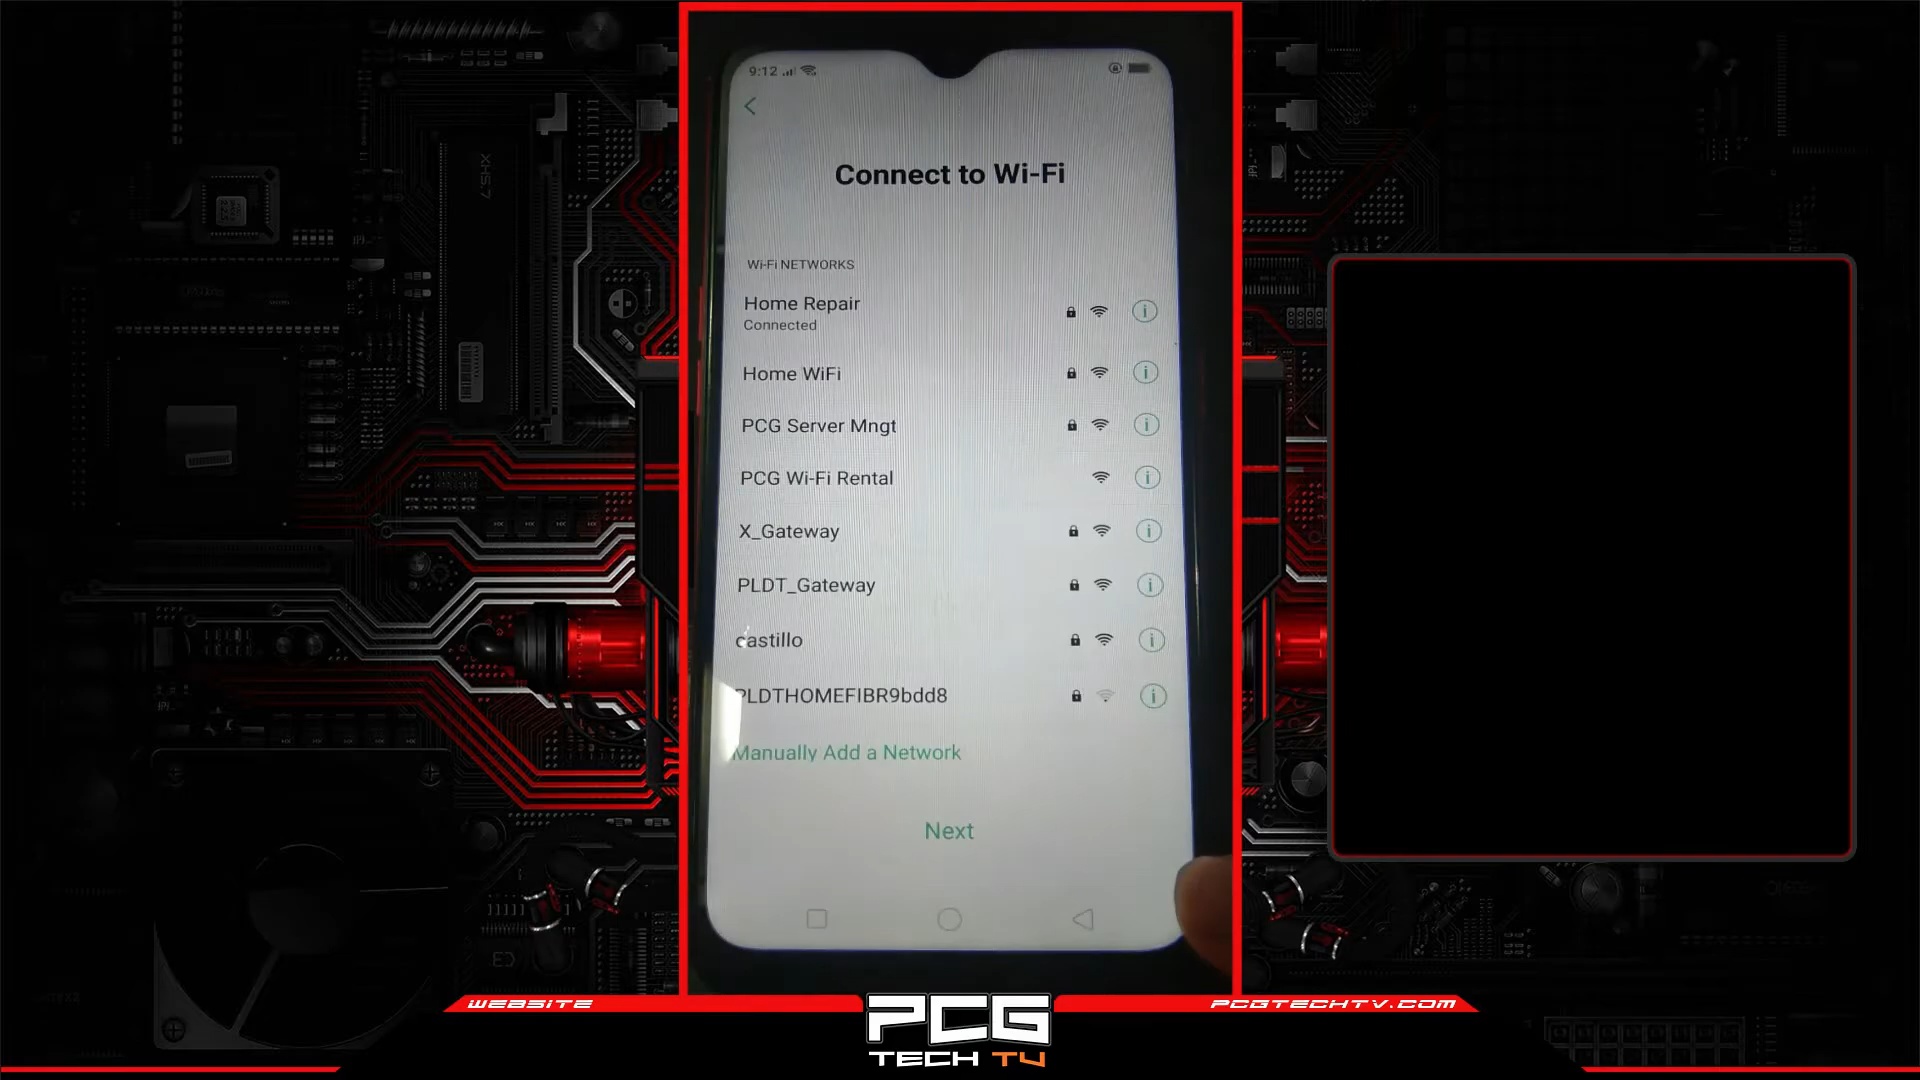 9:12
Connect to Wi-Fi
Wi-Fi NETWORKS
Home Repair
Connected
Home WiFi
PCG Server Mngt
PCG Wi-Fi Rental
X_Gateway
PLDT_Gateway
castillo
PLDTHOMEFIBR9bdd8
Manually Add a Network
Next
WEBSITE
PCGTECHTV.COM
PCG
TECH TV